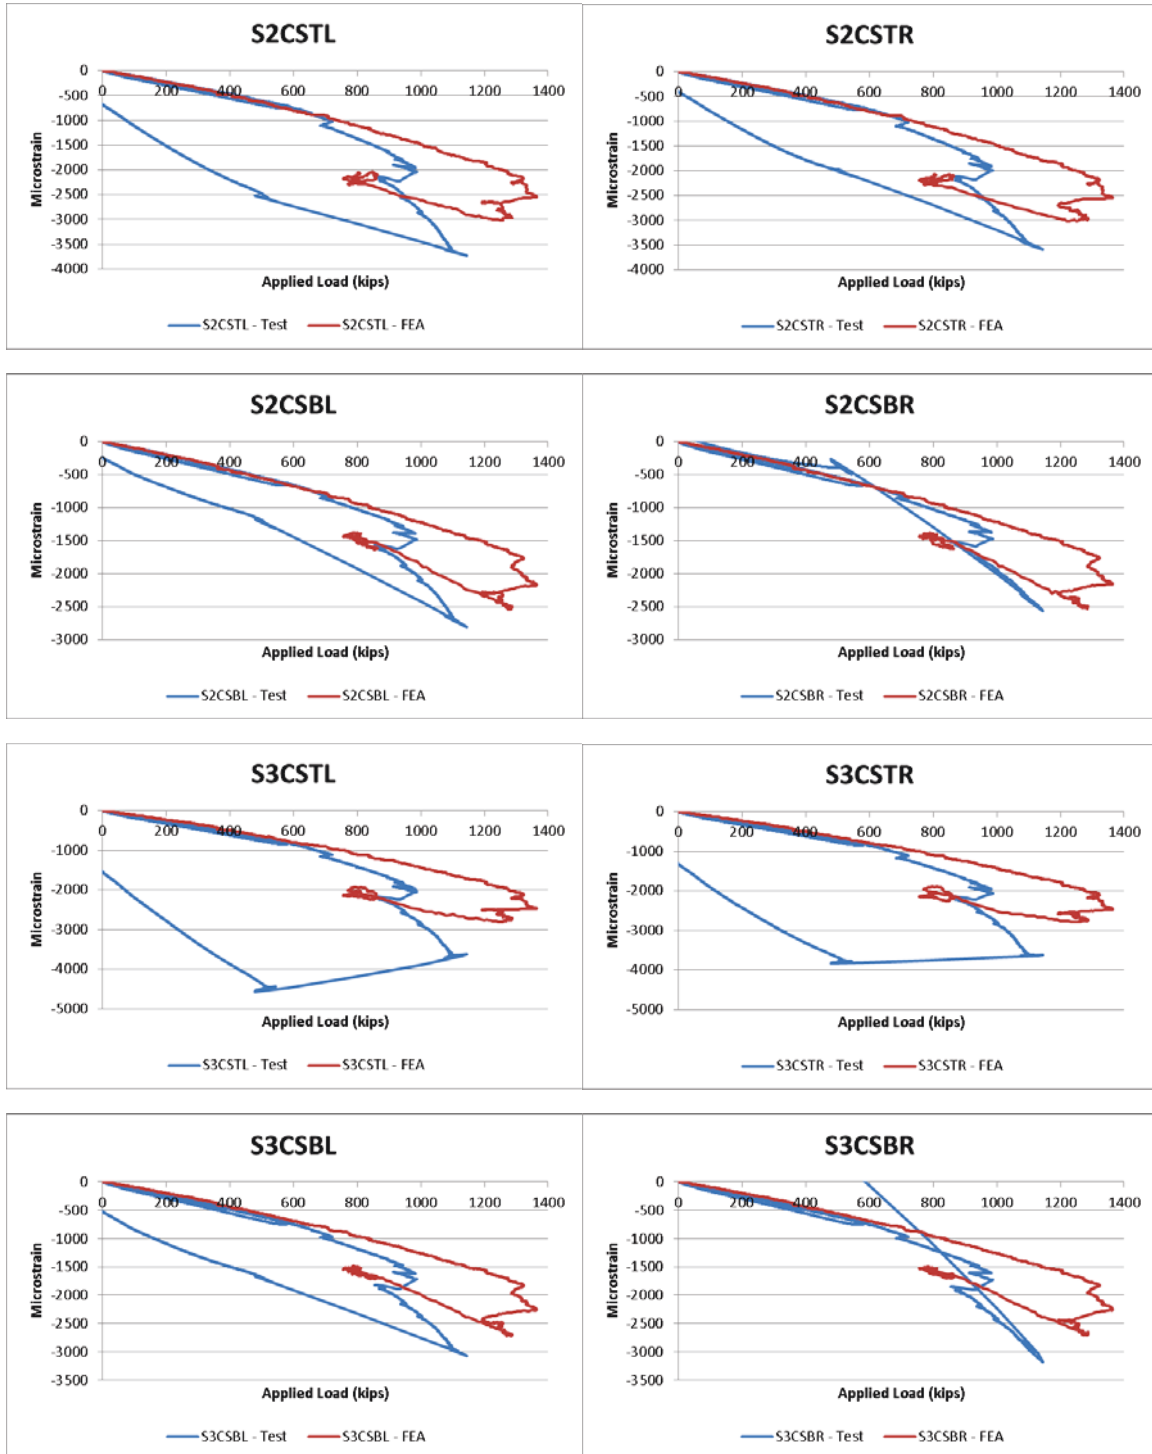 S2CSTL
0
-500
-1000
-1500
-2000
-2500
-3000
-3500
-4000
0 200 400 600 800 1000 1200 1400
Microstrain
Applied Load (kips)
S2CSTL - Test S2CSTL - FEA
S2CSTR
0
-500
-1000
-1500
-2000
-2500
-3000
-3500
-4000
0 200 400 600 800 1000 1200 1400
Microstrain
Applied Load (kips)
S2CSTR - Test S2CSTR - FEA
S2CSBL
0
-500
-1000
-1500
-2000
-2500
-3000
0 200 400 600 800 1000 1200 1400
Microstrain
Applied Load (kips)
S2CSBL - Test S2CSBL - FEA
S2CSBR
0
-500
-1000
-1500
-2000
-2500
-3000
0 200 400 600 800 1000 1200 1400
Microstrain
Applied Load (kips)
S2CSBR - Test S2CSBR - FEA
S3CSTL
0
-1000
-2000
-3000
-4000
-5000
0 200 400 600 800 1000 1200 1400
Microstrain
Applied Load (kips)
S3CSTL - Test S3CSTL - FEA
S3CSTR
0
-1000
-2000
-3000
-4000
-5000
0 200 400 600 800 1000 1200 1400
Microstrain
Applied Load (kips)
S3CSTR - Test S3CSTR - FEA
S3CSBL
0
-500
-1000
-1500
-2000
-2500
-3000
-3500
0 200 400 600 800 1000 1200 1400
Microstrain
Applied Load (kips)
S3CSBL - Test S3CSBL - FEA
S3CSBR
0
-500
-1000
-1500
-2000
-2500
-3000
-3500
0 200 400 600 800 1000 1200 1400
Microstrain
Applied Load (kips)
S3CSBR - Test S3CSBR - FEA